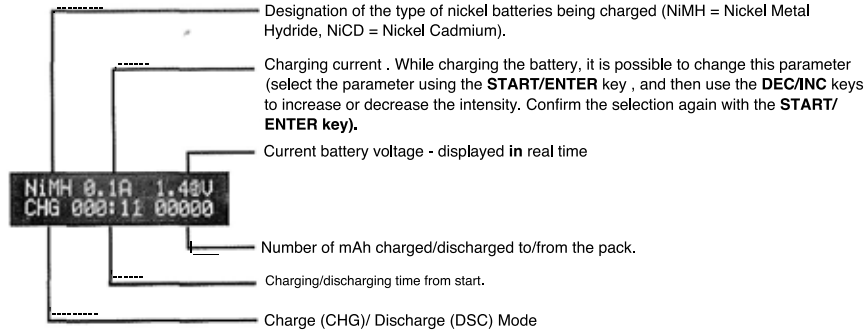 Designation of the type of nickel batteries being charged (NiMH = Nickel Metal
Hydride, NiCD = Nickel Cadmium).
Charging current . While charging the battery, it is possible to change this parameter
(select the parameter using the START/ENTER key , and then use the DEC/INC keys
to increase or decrease the intensity. Confirm the selection again with the START/
ENTER key).
Current battery voltage - displayed in real time
NiMH 0.1A
CHG 000:11 00000
Number of mAh charged/discharged to/from the pack.
Charging/discharging time from start.
Charge (CHG)/ Discharge (DSC) Mode